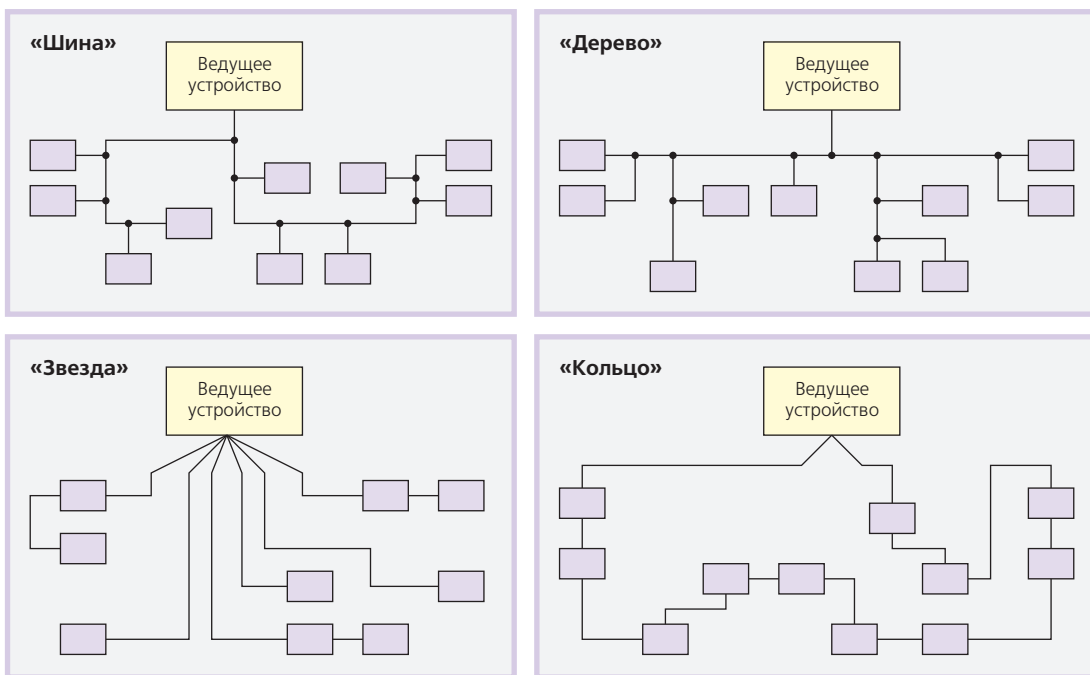 «Шина»
Ведущее
устройство
«Дерево»
Ведущее
устройство
«Звезда»
Ведущее
устройство
«Кольцо»
Ведущее
устройство